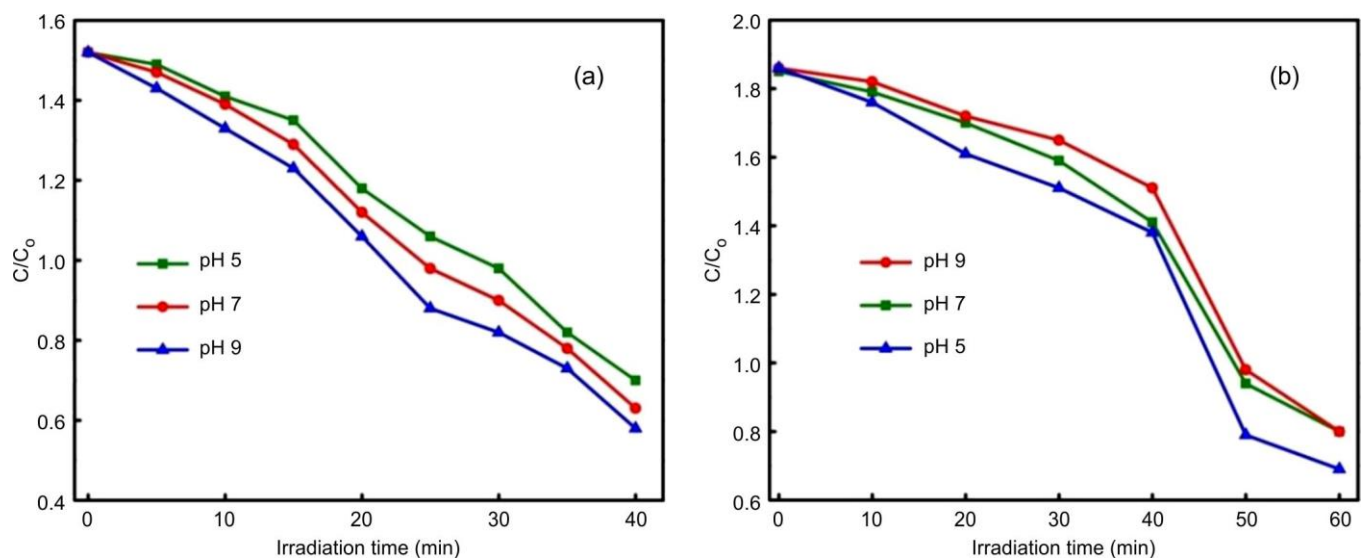 (a)
C/Co
1.6
1.4
1.2
1.0
0.8
0.6
0.4
pH 5
pH 7
pH 9
0 10 20 30 40
Irradiation time (min)
(b)
C/Co
2.0
1.8
1.6
1.4
1.2
1.0
0.8
0.6
pH 9
pH 7
pH 5
0 10 20 30 40 50 60
Irradiation time (min)